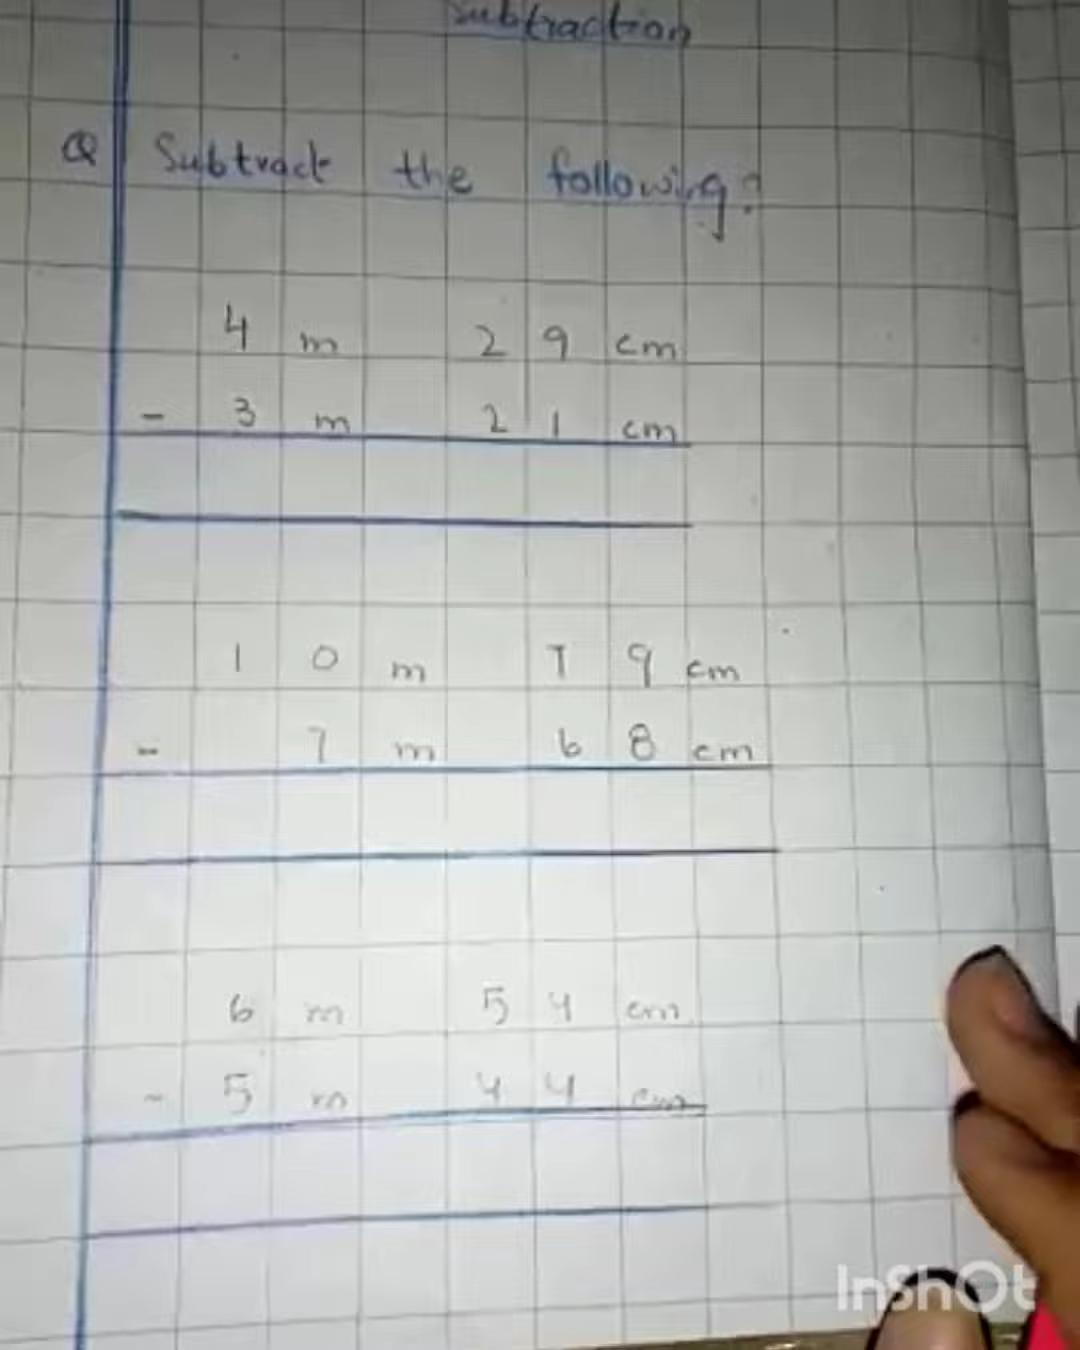 Subtraction
Q Subtract the following?
4 m 29 cm
- 3 m 21 cm
10 m 79 cm
- 7 m 68 cm
6 m 54 cm
- 5 m 44 cm
InShOt